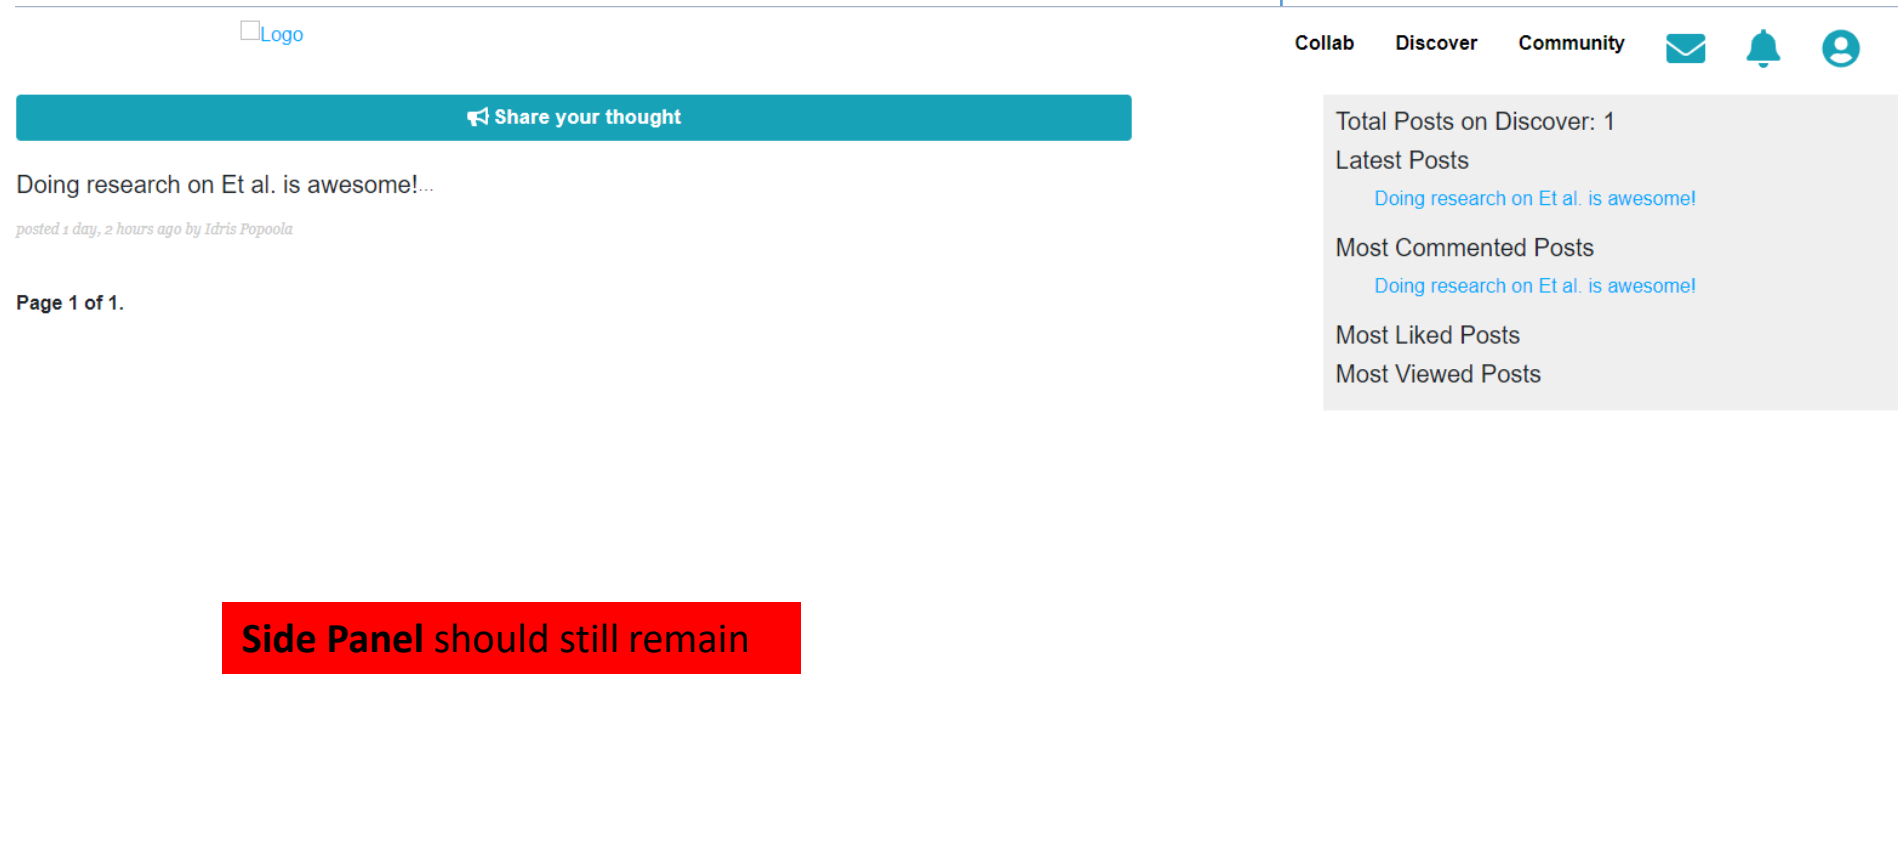 Logo
Collab Discover Community
Share your thought
Doing research on Et al. is awesome!...
posted 1 day, 2 hours ago by Idris Popoola
Page 1 of 1.
Total Posts on Discover: 1
Latest Posts
Doing research on Et al. is awesome!
Most Commented Posts
Doing research on Et al. is awesome!
Most Liked Posts
Most Viewed Posts
Side Panel should still remain